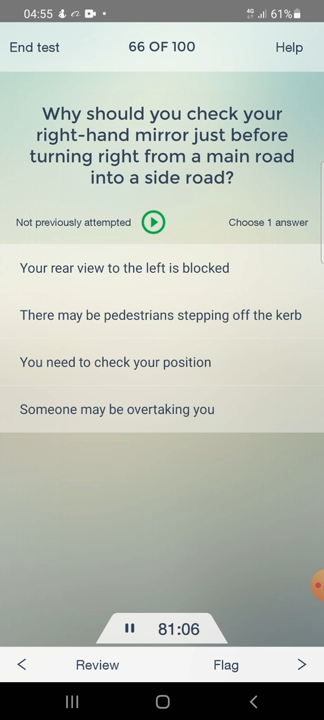 04:55 61%
End test 66 OF 100 Help
Why should you check your
right-hand mirror just before
turning right from a main road
into a side road?
Not previously attempted Choose 1 answer
Your rear view to the left is blocked
There may be pedestrians stepping off the kerb
You need to check your position
Someone may be overtaking you
81:06
< Review Flag >